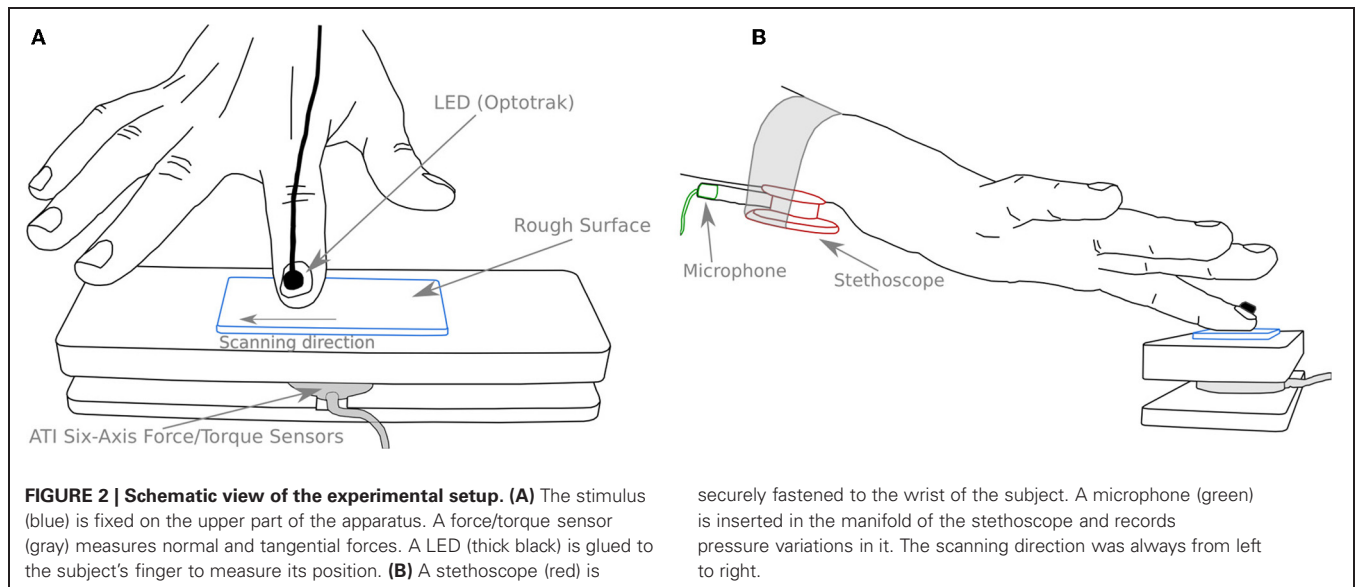 A
B
LED (Optotrak)
Rough Surface
Microphone
Stethoscope
Scanning direction
ATI Six-Axis Force/Torque Sensors
FIGURE 2 | Schematic view of the experimental setup. (A) The stimulus
(blue) is fixed on the upper part of the apparatus. A force/torque sensor
(gray) measures normal and tangential forces. A LED (thick black) is glued to
the subject's finger to measure its position. (B) A stethoscope (red) is
securely fastened to the wrist of the subject. A microphone (green)
is inserted in the manifold of the stethoscope and records
pressure variations in it. The scanning direction was always from left
to right.